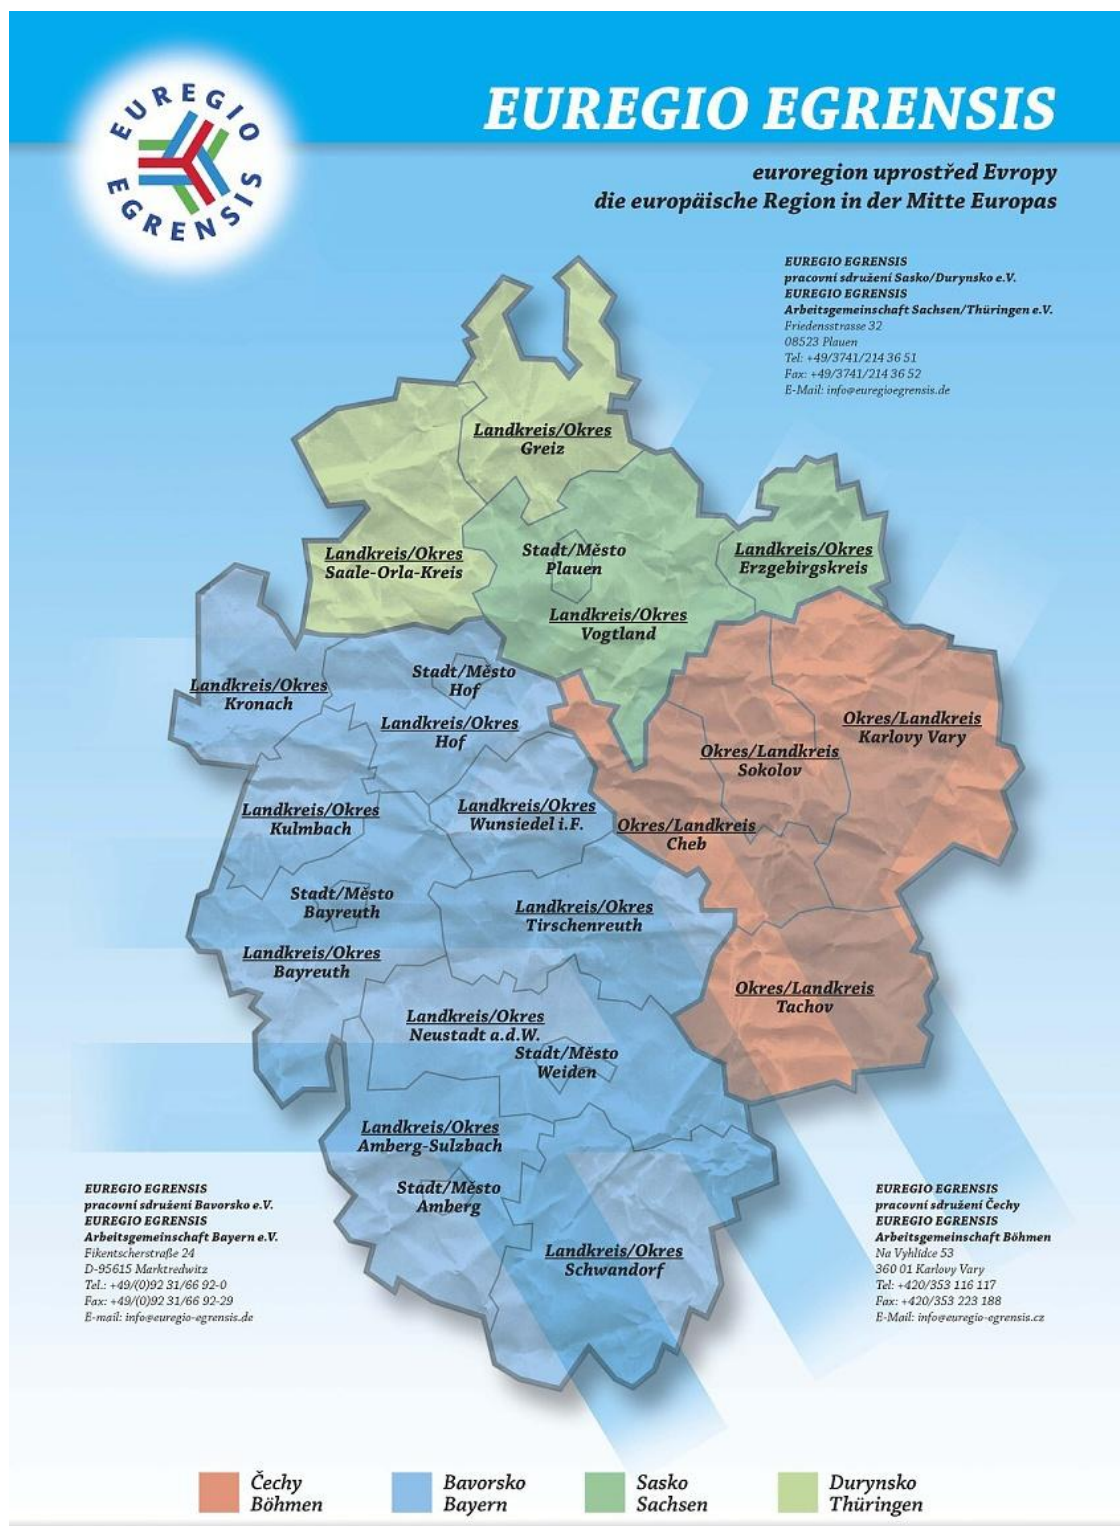 EUREGIO EGRENSIS
EUREGIO EGRENSIS
euroregion uprostřed Evropy
die europäische Region in der Mitte Europas
EUREGIO EGRENSIS
pracovní sdružení Sasko/Durynsko e.V.
EUREGIO EGRENSIS
Arbeitsgemeinschaft Sachsen/Thüringen e.V.
Friedensstrasse 32
08523 Plauen
Tel: +49/3741/214 36 51
Fax: +49/3741/214 36 52
E-Mail: info@euregioegrensis.de
Landkreis/Okres
Greiz
Landkreis/Okres
Saale-Orla-Kreis
Stadt/Město
Plauen
Landkreis/Okres
Erzgebirgskreis
Landkreis/Okres
Vogtland
Landkreis/Okres
Kronach
Stadt/Město
Hof
Landkreis/Okres
Hof
Okres/Landkreis
Karlovy Vary
Okres/Landkreis
Sokolov
Landkreis/Okres
Kulmbach
Landkreis/Okres
Wunsiedel i.F.
Okres/Landkreis
Cheb
Stadt/Město
Bayreuth
Landkreis/Okres
Tirschenreuth
Landkreis/Okres
Bayreuth
Okres/Landkreis
Tachov
Landkreis/Okres
Neustadt a.d.W.
Stadt/Město
Weiden
Landkreis/Okres
Amberg-Sulzbach
Stadt/Město
Amberg
Landkreis/Okres
Schwandorf
EUREGIO EGRENSIS
pracovní sdružení Bavorsko e.V.
EUREGIO EGRENSIS
Arbeitsgemeinschaft Bayern e.V.
Fikentscherstraße 24
D-95615 Marktredwitz
Tel.: +49/(0)92 31/66 92-0
Fax: +49/(0)92 31/66 92-29
E-mail: info@euregio-egrensis.de
EUREGIO EGRENSIS
pracovní sdružení Čechy
EUREGIO EGRENSIS
Arbeitsgemeinschaft Böhmen
Na Vyhlídce 53
360 01 Karlovy Vary
Tel: +420/353 116 117
Fax: +420/353 223 188
E-Mail: info@euregio-egrensis.cz
Čechy
Böhmen
Bavorsko
Bayern
Sasko
Sachsen
Durynsko
Thüringen